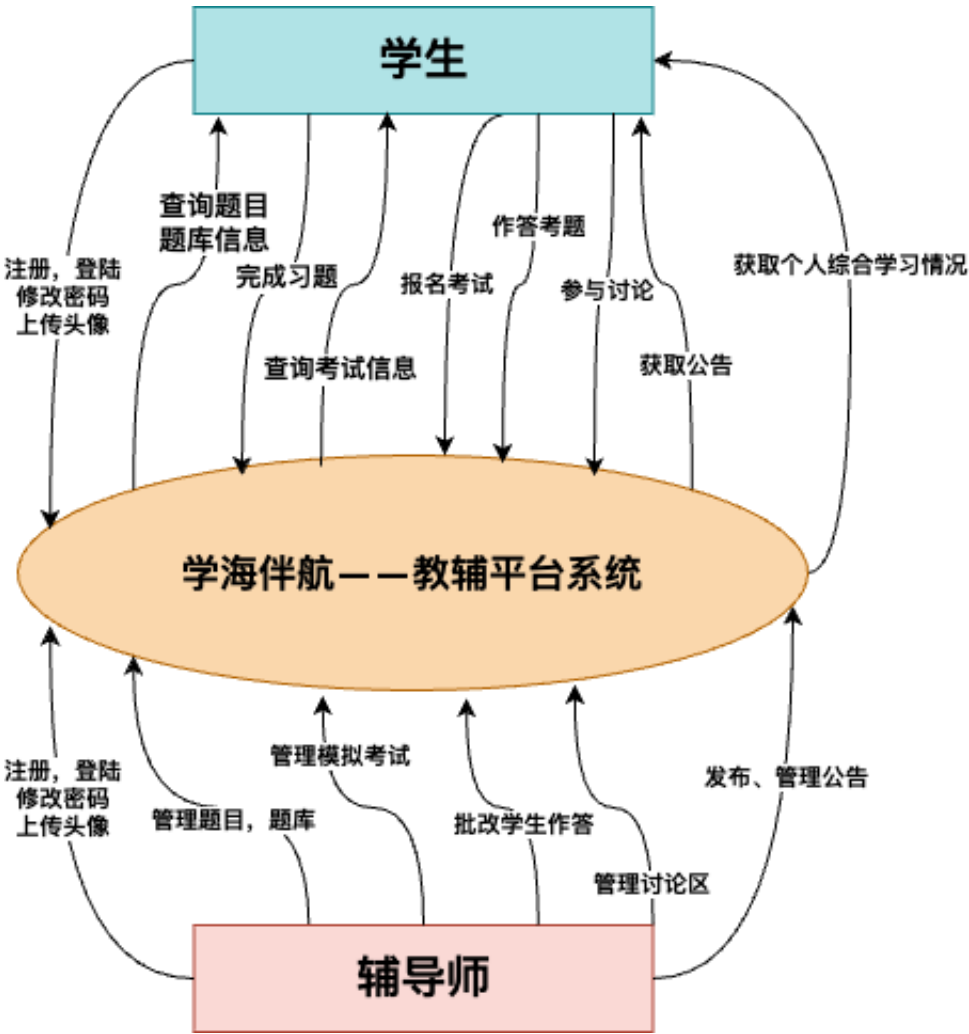 学生
查询题目
题库信息
作答考题
注册，登陆
修改密码
上传头像
完成习题
报名考试
参与讨论
获取个人综合学习情况
查询考试信息
获取公告
学海伴航——教辅平台系统
注册，登陆
修改密码
上传头像
管理模拟考试
发布、管理公告
管理题目，题库
批改学生作答
管理讨论区
辅导师